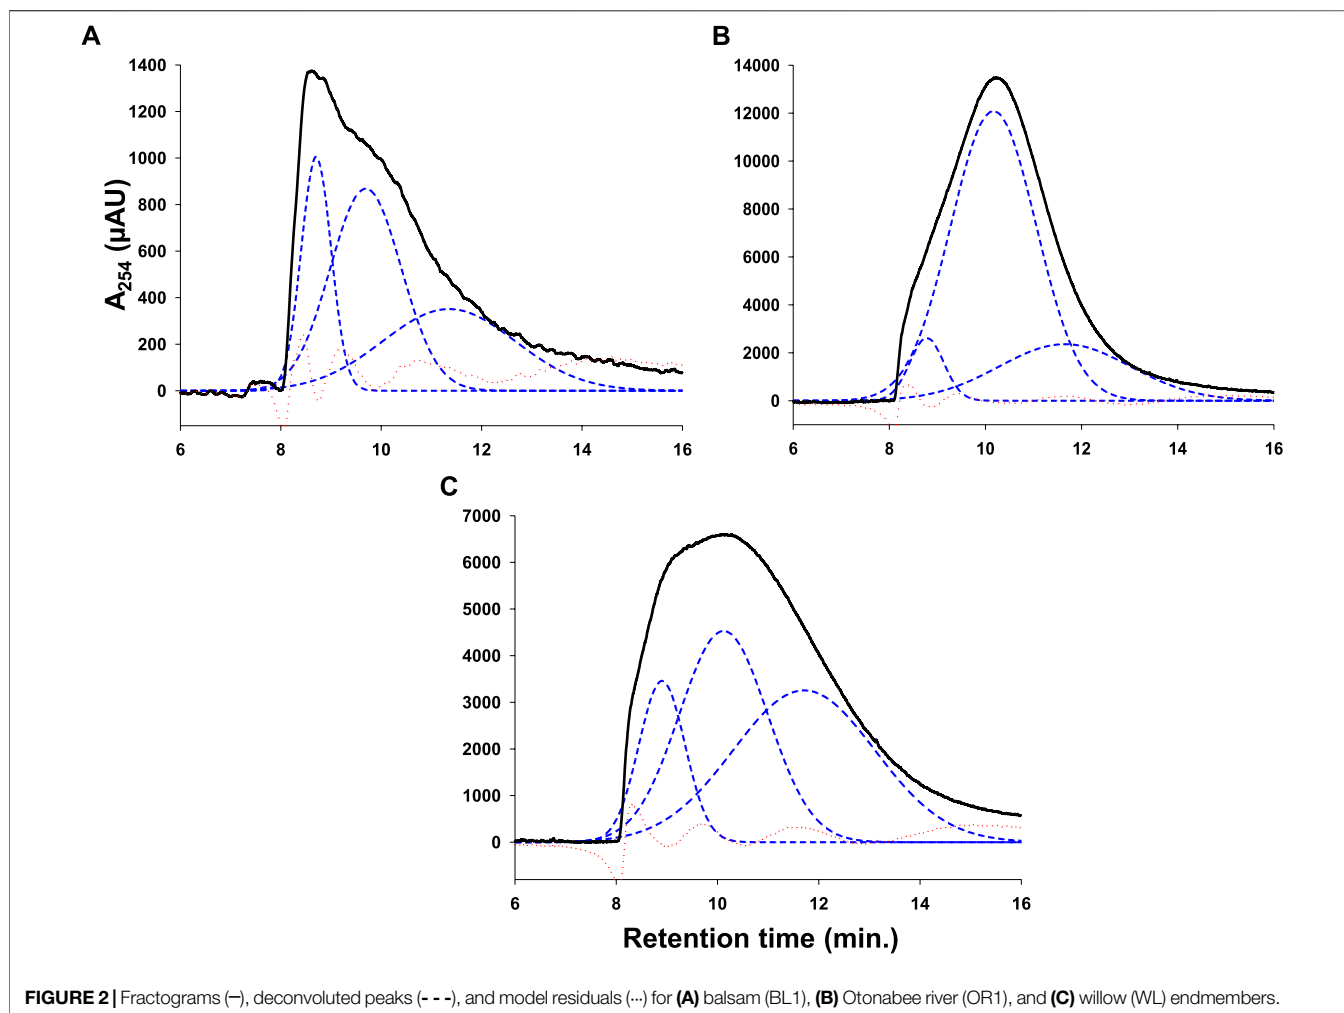 A
B
A254 (µAU)
1400
1200
1000
800
600
400
200
0
6 8 10 12 14 16
14000
12000
10000
8000
6000
4000
2000
0
6 8 10 12 14 16
C
7000
6000
5000
4000
3000
2000
1000
0
6 8 10 12 14 16
Retention time (min.)
FIGURE 2 | Fractograms (–), deconvoluted peaks (- - -), and model residuals (···) for (A) balsam (BL1), (B) Otonabee river (OR1), and (C) willow (WL) endmembers.